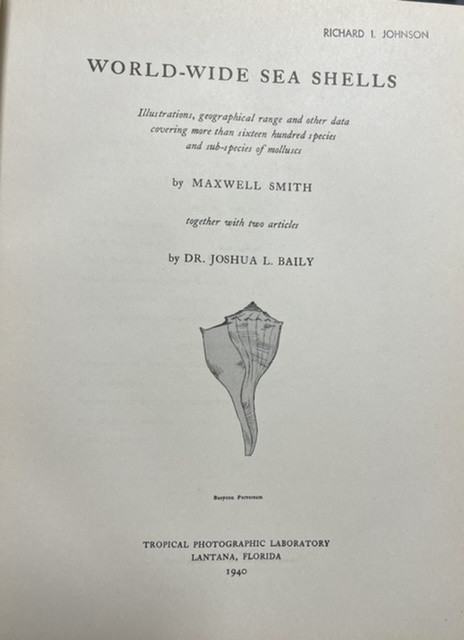 RICHARD I. JOHNSON
WORLD-WIDE SEA SHELLS
Illustrations, geographical range and other data
covering more than sixteen hundred species
and sub-species of molluscs
by MAXWELL SMITH
together with two articles
by DR. JOSHUA L. BAILY
Busycon Perversum
TROPICAL PHOTOGRAPHIC LABORATORY
LANTANA, FLORIDA
1940